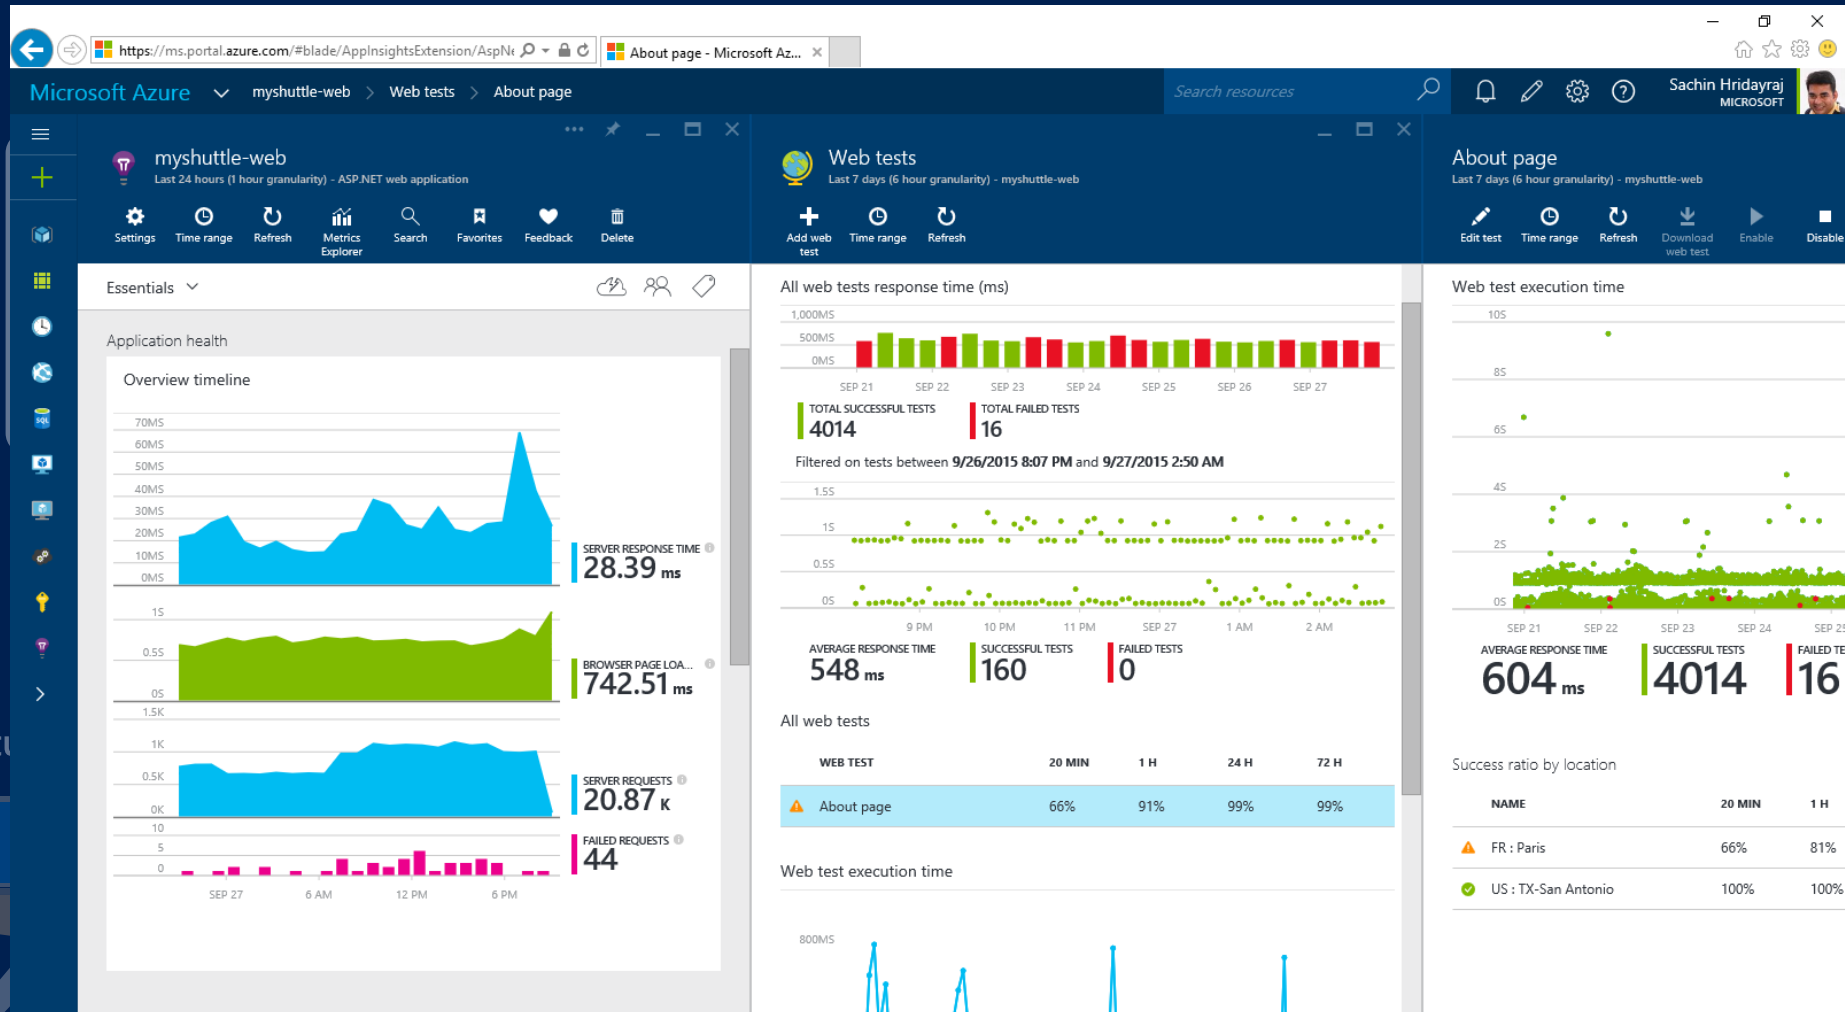 https://ms.portal.azure.com/#blade/AppInsightsExtension/AspNe
About page - Microsoft Az...
Microsoft Azure
myshuttle-web > Web tests > About page
Search resources
Sachin Hridayraj
MICROSOFT
myshuttle-web
Last 24 hours (1 hour granularity) - ASP.NET web application
Settings
Time range
Refresh
Metrics Explorer
Search
Favorites
Feedback
Delete
Essentials
Application health
Overview timeline
70MS
60MS
50MS
40MS
30MS
20MS
10MS
0MS
SERVER RESPONSE TIME
28.39 ms
1S
0.5S
0S
BROWSER PAGE LOA...
742.51 ms
1.5K
1K
0.5K
0K
SERVER REQUESTS
20.87 K
10
5
0
FAILED REQUESTS
44
SEP 27
6 AM
12 PM
6 PM
SQL
Web tests
Last 7 days (6 hour granularity) - myshuttle-web
Add web test
Time range
Refresh
All web tests response time (ms)
1,000MS
500MS
0MS
SEP 21
SEP 22
SEP 23
SEP 24
SEP 25
SEP 26
SEP 27
TOTAL SUCCESSFUL TESTS
4014
TOTAL FAILED TESTS
16
Filtered on tests between 9/26/2015 8:07 PM and 9/27/2015 2:50 AM
1.5S
1S
0.5S
0S
9 PM
10 PM
11 PM
SEP 27
1 AM
2 AM
AVERAGE RESPONSE TIME
548 ms
SUCCESSFUL TESTS
160
FAILED TESTS
0
All web tests
WEB TEST 20 MIN 1 H 24 H 72 H
About page 66% 91% 99% 99%
Web test execution time
800MS
About page
Last 7 days (6 hour granularity) - myshuttle-web
Edit test
Time range
Refresh
Download web test
Enable
Disable
Web test execution time
10S
8S
6S
4S
2S
0S
SEP 21
SEP 22
SEP 23
SEP 24
SEP 25
AVERAGE RESPONSE TIME
604 ms
SUCCESSFUL TESTS
4014
FAILED TE
16
Success ratio by location
NAME 20 MIN 1 H
FR : Paris 66% 81%
US : TX-San Antonio 100% 100%